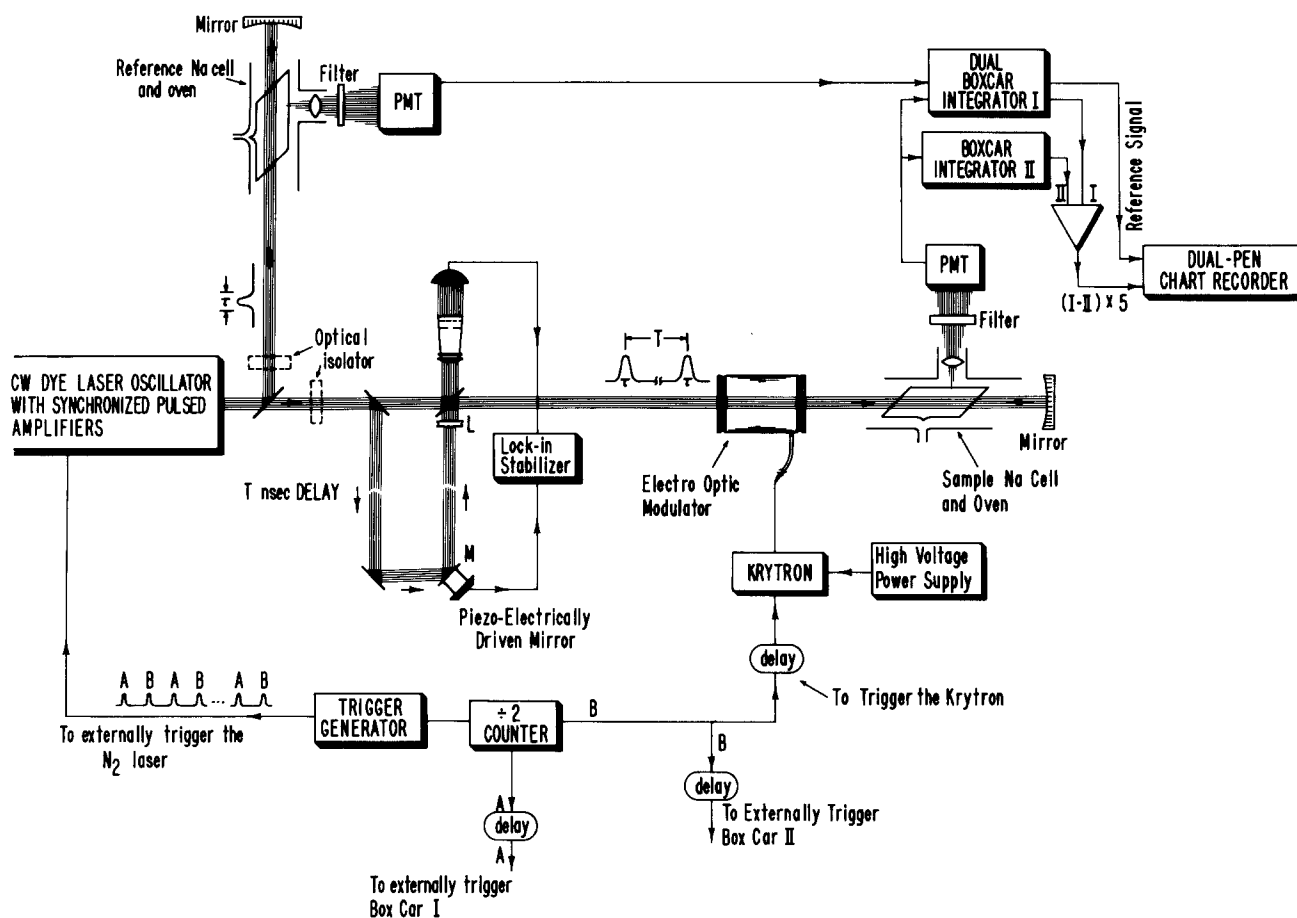 Mirror
Reference Na cell
and oven
Filter
PMT
DUAL
BOXCAR
INTEGRATOR I
BOXCAR
INTEGRATOR II
II
I
Reference Signal
PMT
DUAL-PEN
CHART RECORDER
(I-II) × 5
Filter
τ
Optical
isolator
T
τ
τ
CW DYE LASER OSCILLATOR
WITH SYNCHRONIZED PULSED
AMPLIFIERS
L
Lock-in
Stabilizer
Mirror
Electro Optic
Modulator
Sample Na Cell
and Oven
T nsec DELAY
M
KRYTRON
High Voltage
Power Supply
Piezo-Electrically
Driven Mirror
delay
To Trigger the Krytron
A B A B ... A B
TRIGGER
GENERATOR
÷ 2
COUNTER
B
To externally trigger the
N2 laser
B
delay
A
delay
A
To Externally Trigger
Box Car II
To externally trigger
Box Car I